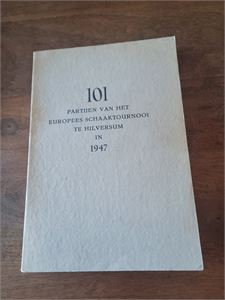 101
PARTIJEN VAN HET
EUROPEES SCHAAKTOURNOOI
TE HILVERSUM
IN
1947